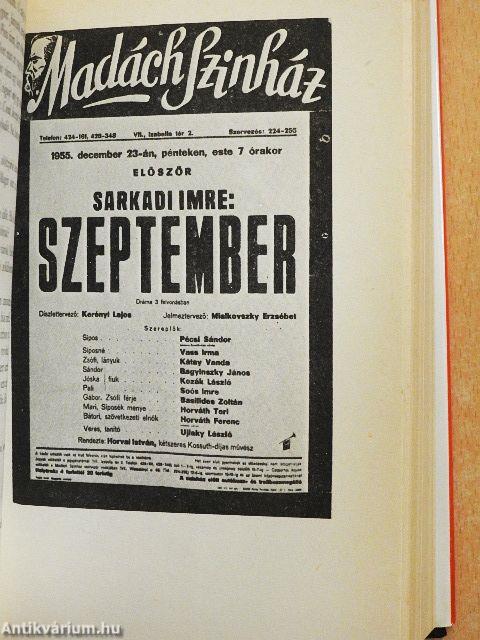 Madách Színház
Telefon: 424-161, 425-348 VII., Izabella tér 2. Szervezés: 224-255
1955. december 23-án, pénteken, este 7 órakor
ELŐSZÖR
SARKADI IMRE:
SZEPTEMBER
Dráma 3 felvonásban
Díszlettervező: Kerényi Lajos Jelmeztervező: Mialkovszky Erzsébet
Szereplők:
Sipos Pécsi Sándor
Siposné Vass Irma
Zsófi, lányuk Kátay Vanda
Sándor Bagyinszky János
Jóska fiuk Kozák László
Pali Soós Imre
Gábor, Zsófi férje Basilides Zoltán
Mari, Siposék menye Horváth Teri
Bátori, szövetkezeti elnök Horváth Ferenc
Veres, tanító Ujlaky László
Rendezte: Horvai István, kétszeres Kossuth-díjas művész
Antikvárium.hu